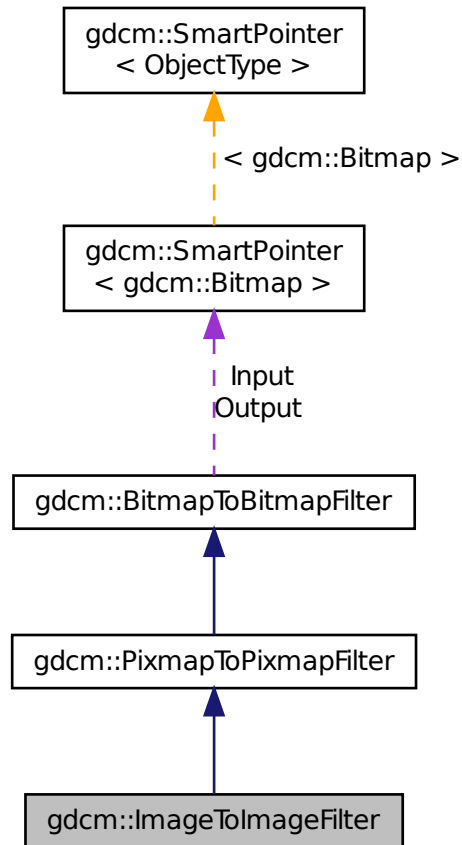 gdcm::SmartPointer
< ObjectType >
< gdcm::Bitmap >
gdcm::SmartPointer
< gdcm::Bitmap >
Input
Output
gdcm::BitmapToBitmapFilter
gdcm::PixmapToPixmapFilter
gdcm::ImageToImageFilter